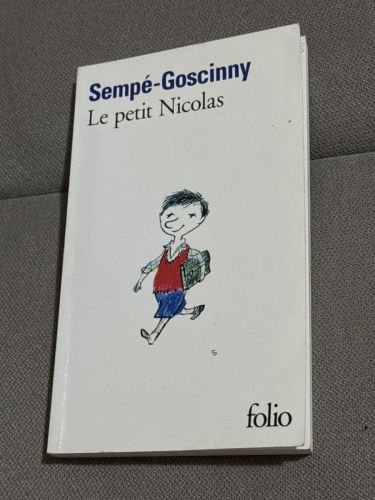 Sempé-Goscinny
Le petit Nicolas
S.
folio